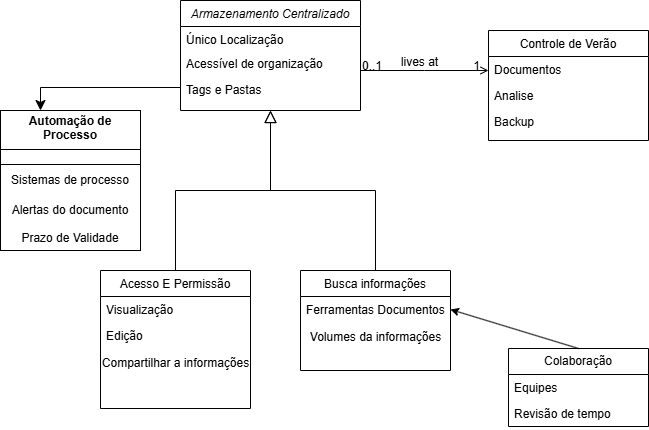 Armazenamento Centralizado
Único Localização
Acessível de organização
Tags e Pastas
0..1
lives at
1
Controle de Verão
Documentos
Analise
Backup
Automação de
Processo
Sistemas de processo
Alertas do documento
Prazo de Validade
Acesso E Permissão
Visualização
Edição
Compartilhar a informações
Busca informações
Ferramentas Documentos
Volumes da informações
Colaboração
Equipes
Revisão de tempo